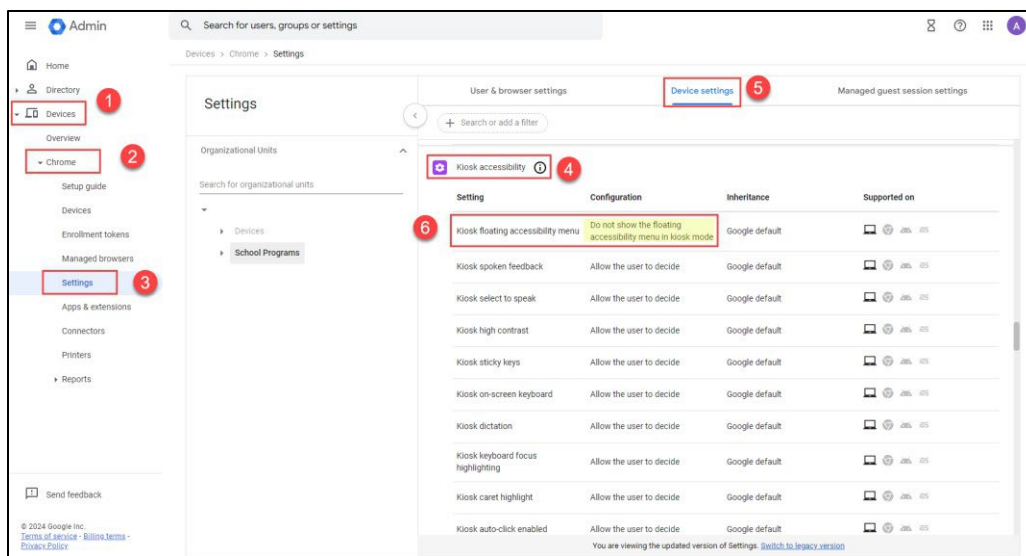 Admin
Search for users, groups or settings
A
Devices > Chrome > Settings
Home
Directory
1
Devices
Overview
2
Chrome
Setup guide
Devices
Enrollment tokens
Managed browsers
Settings
3
Apps & extensions
Connectors
Printers
Reports
Send feedback
© 2024 Google Inc.
Terms of service - Billing terms -
Privacy Policy
Settings
Organizational Units
Search for organizational units
Devices
School Programs
User & browser settings
Device settings
5
Managed guest session settings
+ Search or add a filter
Kiosk accessibility
4
Setting Configuration Inheritance Supported on
6
Kiosk floating accessibility menu Do not show the floating Google default
accessibility menu in kiosk mode
Kiosk spoken feedback Allow the user to decide Google default
Kiosk select to speak Allow the user to decide Google default
Kiosk high contrast Allow the user to decide Google default
Kiosk sticky keys Allow the user to decide Google default
Kiosk on-screen keyboard Allow the user to decide Google default
Kiosk dictation Allow the user to decide Google default
Kiosk keyboard focus Allow the user to decide Google default
highlighting
Kiosk caret highlight Allow the user to decide Google default
Kiosk auto-click enabled Allow the user to decide Google default
You are viewing the updated version of Settings. Switch to legacy version